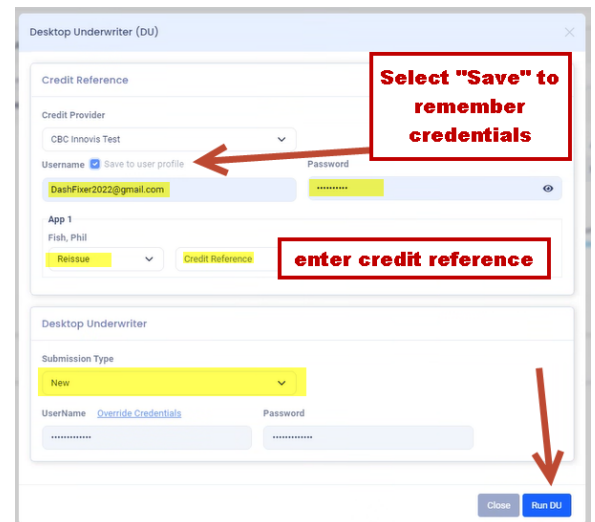 Desktop Underwriter (DU)
Credit Reference
Select "Save" to
remember
credentials
Credit Provider
CBC Innovis Test
Username Save to user profile
Password
DashFixer2022@gmail.com
••••••••••
App 1
Fish, Phil
Reissue
Credit Reference
enter credit reference
Desktop Underwriter
Submission Type
New
UserName Override Credentials
Password
•••••••••••••
•••••••••••••
Close
Run DU